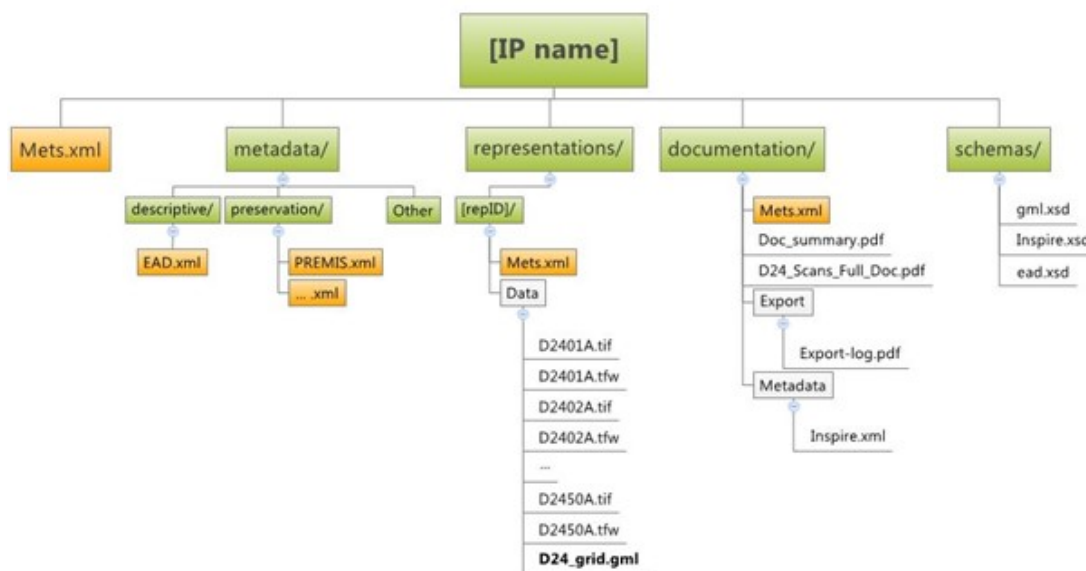 [IP name]
Mets.xml
metadata/
representations/
documentation/
schemas/
descriptive/
preservation/
Other
EAD.xml
PREMIS.xml
... .xml
[repID]/
Mets.xml
Data
D2401A.tif
D2401A.tfw
D2402A.tif
D2402A.tfw
...
D2450A.tif
D2450A.tfw
D24_grid.gml
Mets.xml
Doc_summary.pdf
D24_Scans_Full_Doc.pdf
Export
Export-log.pdf
Metadata
Inspire.xml
gml.xsd
Inspire.xsd
ead.xsd